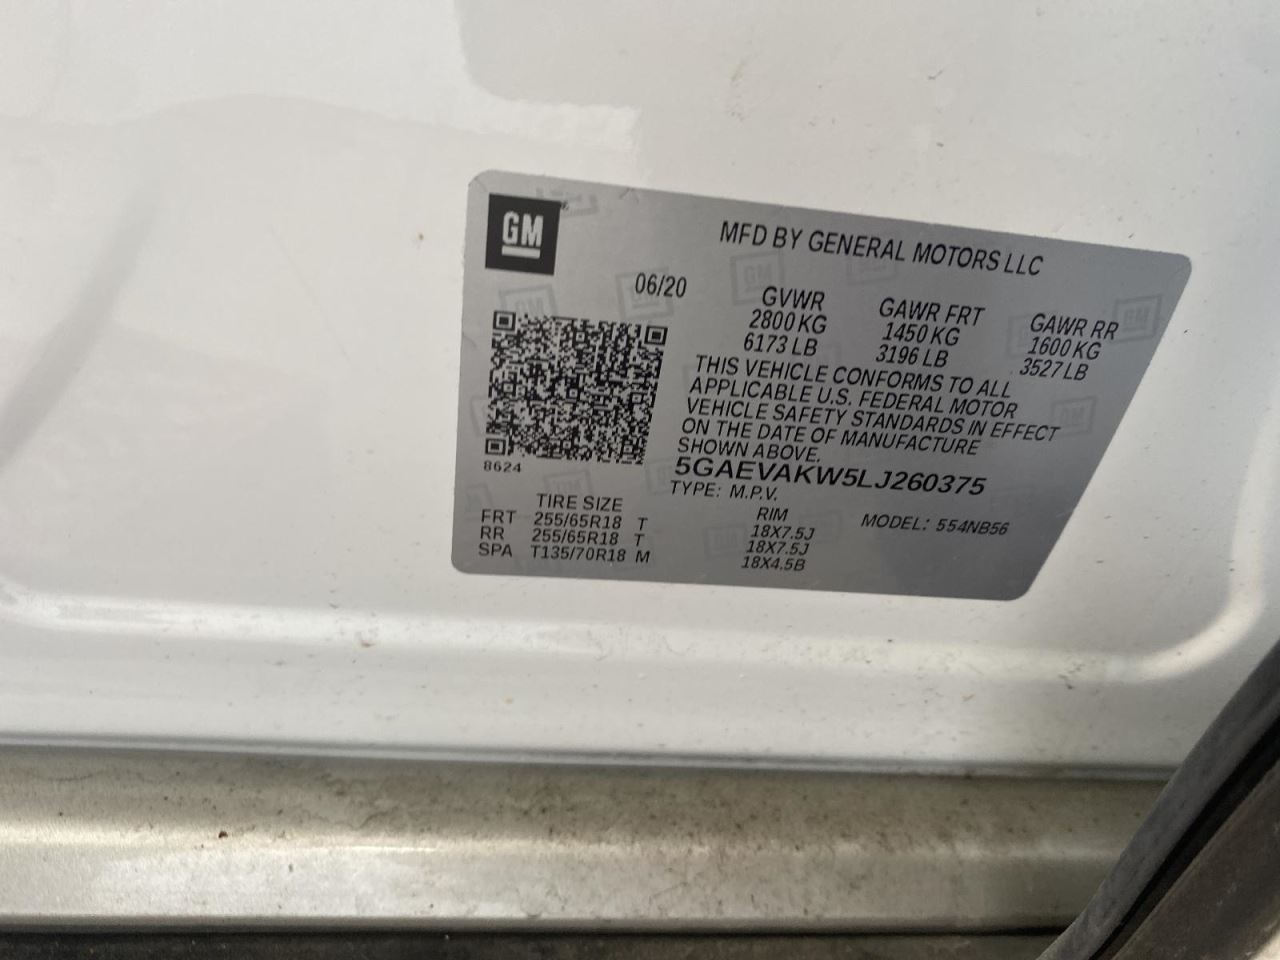 GM
MFD BY GENERAL MOTORS LLC
06/20
GVWR GAWR FRT GAWR RR
2800 KG 1450 KG 1600 KG
6173 LB 3196 LB 3527 LB
THIS VEHICLE CONFORMS TO ALL
APPLICABLE U.S. FEDERAL MOTOR
VEHICLE SAFETY STANDARDS IN EFFECT
ON THE DATE OF MANUFACTURE
SHOWN ABOVE.
5GAEVAKW5LJ260375
8624
TYPE: M.P.V.
MODEL: 554NB56
TIRE SIZE RIM
FRT 255/65R18 T 18X7.5J
RR 255/65R18 T 18X7.5J
SPA T135/70R18 M 18X4.5B